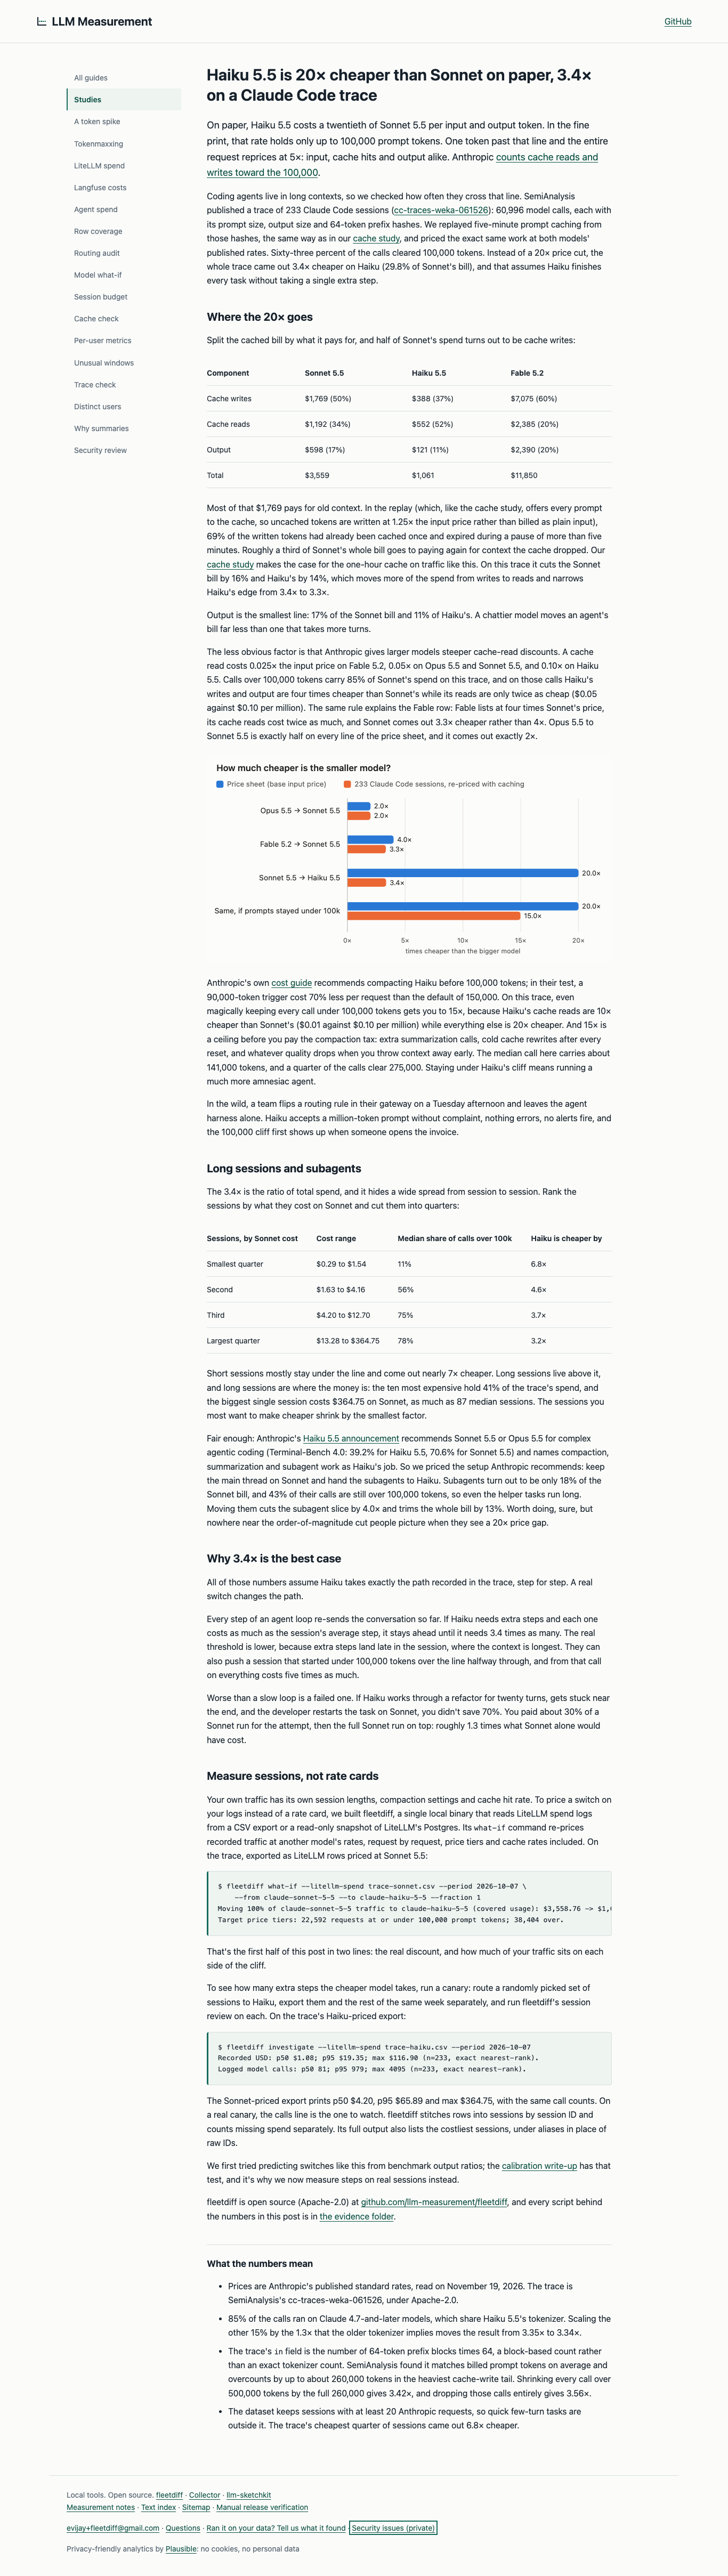 LLM Measurement
GitHub
All guides
Studies
A token spike
Tokenmaxxing
LiteLLM spend
Langfuse costs
Agent spend
Row coverage
Routing audit
Model what-if
Session budget
Cache check
Per-user metrics
Unusual windows
Trace check
Distinct users
Why summaries
Security review
Haiku 5.5 is 20× cheaper than Sonnet on paper, 3.4×
on a Claude Code trace
On paper, Haiku 5.5 costs a twentieth of Sonnet 5.5 per input and output token. In the fine
print, that rate holds only up to 100,000 prompt tokens. One token past that line and the entire
request reprices at 5×: input, cache hits and output alike. Anthropic counts cache reads and
writes toward the 100,000.
Coding agents live in long contexts, so we checked how often they cross that line. SemiAnalysis
published a trace of 233 Claude Code sessions (cc-traces-weka-061526): 60,996 model calls, each with
its prompt size, output size and 64-token prefix hashes. We replayed five-minute prompt caching from
those hashes, the same way as in our cache study, and priced the exact same work at both models'
published rates. Sixty-three percent of the calls cleared 100,000 tokens. Instead of a 20× price cut, the
whole trace came out 3.4× cheaper on Haiku (29.8% of Sonnet's bill), and that assumes Haiku finishes
every task without taking a single extra step.
Where the 20× goes
Split the cached bill by what it pays for, and half of Sonnet's spend turns out to be cache writes:
Component Sonnet 5.5 Haiku 5.5 Fable 5.2
Cache writes $1,769 (50%) $388 (37%) $7,075 (60%)
Cache reads $1,192 (34%) $552 (52%) $2,385 (20%)
Output $598 (17%) $121 (11%) $2,390 (20%)
Total $3,559 $1,061 $11,850
Most of that $1,769 pays for old context. In the replay (which, like the cache study, offers every prompt
to the cache, so uncached tokens are written at 1.25× the input price rather than billed as plain input),
69% of the written tokens had already been cached once and expired during a pause of more than five
minutes. Roughly a third of Sonnet's whole bill goes to paying again for context the cache dropped. Our
cache study makes the case for the one-hour cache on traffic like this. On this trace it cuts the Sonnet
bill by 16% and Haiku's by 14%, which moves more of the spend from writes to reads and narrows
Haiku's edge from 3.4× to 3.3×.
Output is the smallest line: 17% of the Sonnet bill and 11% of Haiku's. A chattier model moves an agent's
bill far less than one that takes more turns.
The less obvious factor is that Anthropic gives larger models steeper cache-read discounts. A cache
read costs 0.025× the input price on Fable 5.2, 0.05× on Opus 5.5 and Sonnet 5.5, and 0.10× on Haiku
5.5. Calls over 100,000 tokens carry 85% of Sonnet's spend on this trace, and on those calls Haiku's
writes and output are four times cheaper than Sonnet's while its reads are only twice as cheap ($0.05
against $0.10 per million). The same rule explains the Fable row: Fable lists at four times Sonnet's price,
its cache reads cost twice as much, and Sonnet comes out 3.3× cheaper rather than 4×. Opus 5.5 to
Sonnet 5.5 is exactly half on every line of the price sheet, and it comes out exactly 2×.
How much cheaper is the smaller model?
Price sheet (base input price) 233 Claude Code sessions, re-priced with caching
Opus 5.5 → Sonnet 5.5 2.0× 2.0×
Fable 5.2 → Sonnet 5.5 4.0× 3.3×
Sonnet 5.5 → Haiku 5.5 20.0× 3.4×
Same, if prompts stayed under 100k 20.0× 15.0×
0× 5× 10× 15× 20×
times cheaper than the bigger model
Anthropic's own cost guide recommends compacting Haiku before 100,000 tokens; in their test, a
90,000-token trigger cost 70% less per request than the default of 150,000. On this trace, even
magically keeping every call under 100,000 tokens gets you to 15×, because Haiku's cache reads are 10×
cheaper than Sonnet's ($0.01 against $0.10 per million) while everything else is 20× cheaper. And 15× is
a ceiling before you pay the compaction tax: extra summarization calls, cold cache rewrites after every
reset, and whatever quality drops when you throw context away early. The median call here carries about
141,000 tokens, and a quarter of the calls clear 275,000. Staying under Haiku's cliff means running a
much more amnesiac agent.
In the wild, a team flips a routing rule in their gateway on a Tuesday afternoon and leaves the agent
harness alone. Haiku accepts a million-token prompt without complaint, nothing errors, no alerts fire, and
the 100,000 cliff first shows up when someone opens the invoice.
Long sessions and subagents
The 3.4× is the ratio of total spend, and it hides a wide spread from session to session. Rank the
sessions by what they cost on Sonnet and cut them into quarters:
Sessions, by Sonnet cost Cost range Median share of calls over 100k Haiku is cheaper by
Smallest quarter $0.29 to $1.54 11% 6.8×
Second $1.63 to $4.16 56% 4.6×
Third $4.20 to $12.70 75% 3.7×
Largest quarter $13.28 to $364.75 78% 3.2×
Short sessions mostly stay under the line and come out nearly 7× cheaper. Long sessions live above it,
and long sessions are where the money is: the ten most expensive hold 41% of the trace's spend, and
the biggest single session costs $364.75 on Sonnet, as much as 87 median sessions. The sessions you
most want to make cheaper shrink by the smallest factor.
Fair enough: Anthropic's Haiku 5.5 announcement recommends Sonnet 5.5 or Opus 5.5 for complex
agentic coding (Terminal-Bench 4.0: 39.2% for Haiku 5.5, 70.6% for Sonnet 5.5) and names compaction,
summarization and subagent work as Haiku's job. So we priced the setup Anthropic recommends: keep
the main thread on Sonnet and hand the subagents to Haiku. Subagents turn out to be only 18% of the
Sonnet bill, and 43% of their calls are still over 100,000 tokens, so even the helper tasks run long.
Moving them cuts the subagent slice by 4.0× and trims the whole bill by 13%. Worth doing, sure, but
nowhere near the order-of-magnitude cut people picture when they see a 20× price gap.
Why 3.4× is the best case
All of those numbers assume Haiku takes exactly the path recorded in the trace, step for step. A real
switch changes the path.
Every step of an agent loop re-sends the conversation so far. If Haiku needs extra steps and each one
costs as much as the session's average step, it stays ahead until it needs 3.4 times as many. The real
threshold is lower, because extra steps land late in the session, where the context is longest. They can
also push a session that started under 100,000 tokens over the line halfway through, and from that call
on everything costs five times as much.
Worse than a slow loop is a failed one. If Haiku works through a refactor for twenty turns, gets stuck near
the end, and the developer restarts the task on Sonnet, you didn't save 70%. You paid about 30% of a
Sonnet run for the attempt, then the full Sonnet run on top: roughly 1.3 times what Sonnet alone would
have cost.
Measure sessions, not rate cards
Your own traffic has its own session lengths, compaction settings and cache hit rate. To price a switch on
your logs instead of a rate card, we built fleetdiff, a single local binary that reads LiteLLM spend logs
from a CSV export or a read-only snapshot of LiteLLM's Postgres. Its what-if command re-prices
recorded traffic at another model's rates, request by request, price tiers and cache rates included. On
the trace, exported as LiteLLM rows priced at Sonnet 5.5:
$ fleetdiff what-if --litellm-spend trace-sonnet.csv --period 2026-10-07 \
--from claude-sonnet-5-5 --to claude-haiku-5-5 --fraction 1
Moving 100% of claude-sonnet-5-5 traffic to claude-haiku-5-5 (covered usage): $3,558.76 -> $1,
Target price tiers: 22,592 requests at or under 100,000 prompt tokens; 38,404 over.
That's the first half of this post in two lines: the real discount, and how much of your traffic sits on each
side of the cliff.
To see how many extra steps the cheaper model takes, run a canary: route a randomly picked set of
sessions to Haiku, export them and the rest of the same week separately, and run fleetdiff's session
review on each. On the trace's Haiku-priced export:
$ fleetdiff investigate --litellm-spend trace-haiku.csv --period 2026-10-07
Recorded USD: p50 $1.08; p95 $19.35; max $116.90 (n=233, exact nearest-rank).
Logged model calls: p50 81; p95 979; max 4095 (n=233, exact nearest-rank).
The Sonnet-priced export prints p50 $4.20, p95 $65.89 and max $364.75, with the same call counts. On
a real canary, the calls line is the one to watch. fleetdiff stitches rows into sessions by session ID and
counts missing spend separately. Its full output also lists the costliest sessions, under aliases in place of
raw IDs.
We first tried predicting switches like this from benchmark output ratios; the calibration write-up has that
test, and it's why we now measure steps on real sessions instead.
fleetdiff is open source (Apache-2.0) at github.com/llm-measurement/fleetdiff, and every script behind
the numbers in this post is in the evidence folder.
What the numbers mean
• Prices are Anthropic's published standard rates, read on November 19, 2026. The trace is
SemiAnalysis's cc-traces-weka-061526, under Apache-2.0.
• 85% of the calls ran on Claude 4.7-and-later models, which share Haiku 5.5's tokenizer. Scaling the
other 15% by the 1.3× that the older tokenizer implies moves the result from 3.35× to 3.34×.
• The trace's in field is the number of 64-token prefix blocks times 64, a block-based count rather
than an exact tokenizer count. SemiAnalysis found it matches billed prompt tokens on average and
overcounts by up to about 260,000 tokens in the heaviest cache-write tail. Shrinking every call over
500,000 tokens by the full 260,000 gives 3.42×, and dropping those calls entirely gives 3.56×.
• The dataset keeps sessions with at least 20 Anthropic requests, so quick few-turn tasks are
outside it. The trace's cheapest quarter of sessions came out 6.8× cheaper.
Local tools. Open source. fleetdiff · Collector · llm-sketchkit
Measurement notes · Text index · Sitemap · Manual release verification
evijay+fleetdiff@gmail.com · Questions · Ran it on your data? Tell us what it found · Security issues (private)
Privacy-friendly analytics by Plausible: no cookies, no personal data